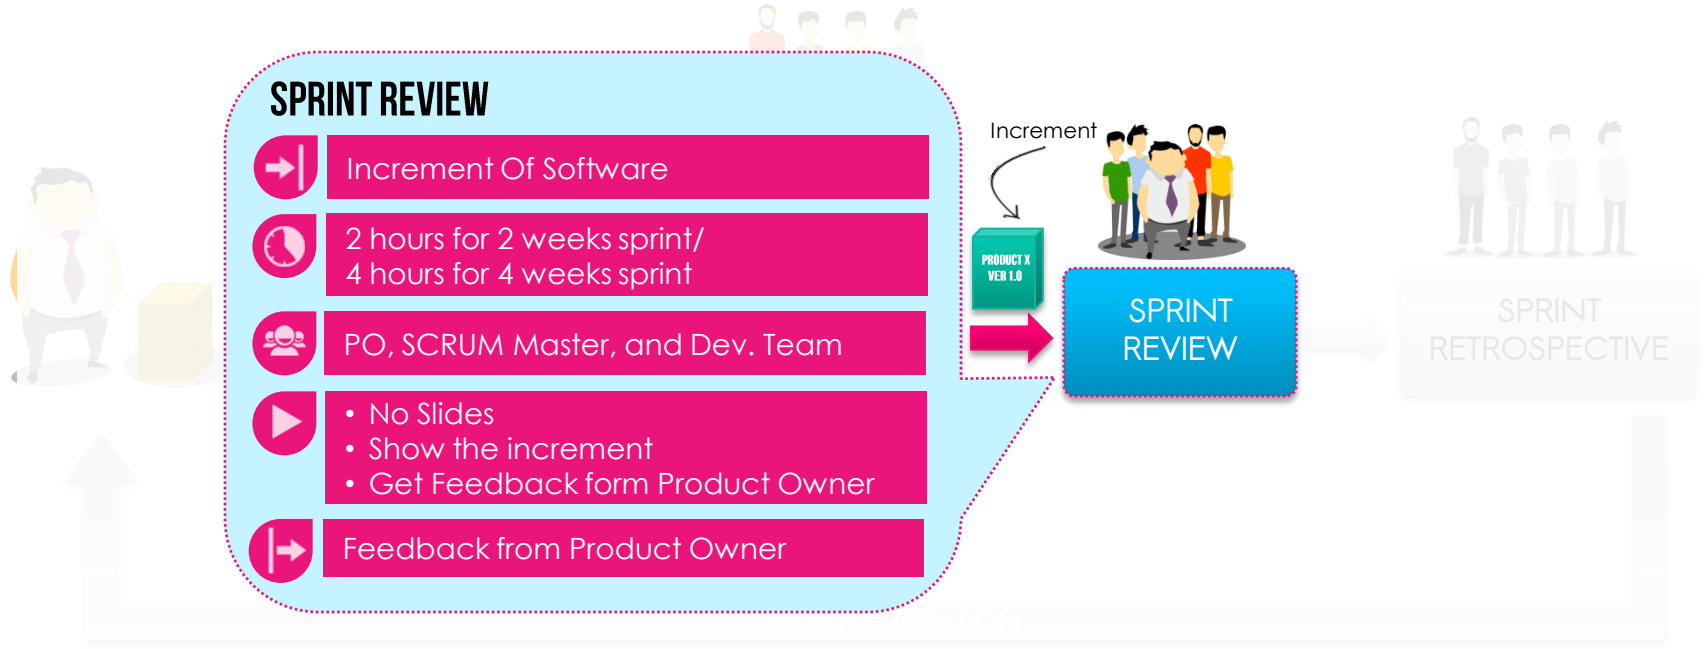 SPRINT REVIEW
Increment Of Software
2 hours for 2 weeks sprint/
4 hours for 4 weeks sprint
PO, SCRUM Master, and Dev. Team
• No Slides
• Show the increment
• Get Feedback form Product Owner
Feedback from Product Owner
Increment
PRODUCT X
VER 1.0
SPRINT
REVIEW
SPRINT
RETROSPECTIVE